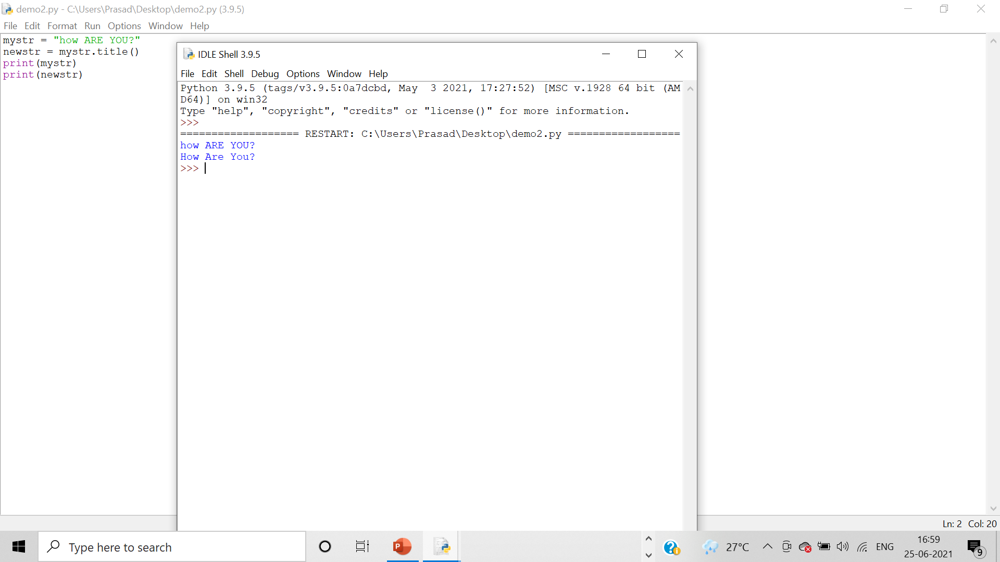 demo2.py - C:\Users\Prasad\Desktop\demo2.py (3.9.5)
File Edit Format Run Options Window Help
mystr = "how ARE YOU?"
newstr = mystr.title()
print(mystr)
print(newstr)
IDLE Shell 3.9.5
File Edit Shell Debug Options Window Help
Python 3.9.5 (tags/v3.9.5:0a7dcbd, May  3 2021, 17:27:52) [MSC v.1928 64 bit (AM
D64)] on win32
Type "help", "copyright", "credits" or "license()" for more information.
>>>
=================== RESTART: C:\Users\Prasad\Desktop\demo2.py ==================
how ARE YOU?
How Are You?
>>>
Ln: 2 Col: 20
Type here to search
P
27°C
ENG
16:59
25-06-2021
9